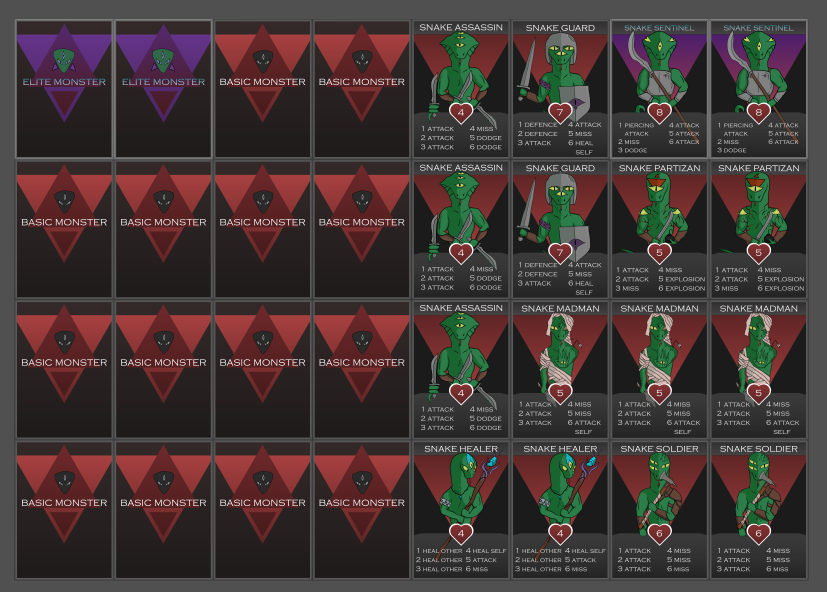 ELITE MONSTER
ELITE MONSTER
BASIC MONSTER
BASIC MONSTER
SNAKE ASSASSIN
4
1 ATTACK 4 MISS
2 ATTACK 5 DODGE
3 ATTACK 6 DODGE
SNAKE GUARD
7
1 DEFENCE 4 ATTACK
2 DEFENCE 5 MISS
3 ATTACK 6 HEAL
SELF
SNAKE SENTINEL
8
1 PIERCING 4 ATTACK
ATTACK 5 ATTACK
2 MISS 6 ATTACK
3 DODGE
SNAKE SENTINEL
8
1 PIERCING 4 ATTACK
ATTACK 5 ATTACK
2 MISS 6 ATTACK
3 DODGE
BASIC MONSTER
BASIC MONSTER
BASIC MONSTER
BASIC MONSTER
SNAKE ASSASSIN
4
1 ATTACK 4 MISS
2 ATTACK 5 DODGE
3 ATTACK 6 DODGE
SNAKE GUARD
7
1 DEFENCE 4 ATTACK
2 DEFENCE 5 MISS
3 ATTACK 6 HEAL
SELF
SNAKE PARTIZAN
5
1 ATTACK 4 MISS
2 ATTACK 5 EXPLOSION
3 MISS 6 EXPLOSION
SNAKE PARTIZAN
5
1 ATTACK 4 MISS
2 ATTACK 5 EXPLOSION
3 MISS 6 EXPLOSION
BASIC MONSTER
BASIC MONSTER
BASIC MONSTER
BASIC MONSTER
SNAKE ASSASSIN
4
1 ATTACK 4 MISS
2 ATTACK 5 DODGE
3 ATTACK 6 DODGE
SNAKE MADMAN
5
1 ATTACK 4 MISS
2 ATTACK 5 MISS
3 ATTACK 6 ATTACK
SELF
SNAKE MADMAN
5
1 ATTACK 4 MISS
2 ATTACK 5 MISS
3 ATTACK 6 ATTACK
SELF
SNAKE MADMAN
5
1 ATTACK 4 MISS
2 ATTACK 5 MISS
3 ATTACK 6 ATTACK
SELF
BASIC MONSTER
BASIC MONSTER
BASIC MONSTER
BASIC MONSTER
SNAKE HEALER
4
1 HEAL OTHER 4 HEAL SELF
2 HEAL OTHER 5 ATTACK
3 HEAL OTHER 6 MISS
SNAKE HEALER
4
1 HEAL OTHER 4 HEAL SELF
2 HEAL OTHER 5 ATTACK
3 HEAL OTHER 6 MISS
SNAKE SOLDIER
6
1 ATTACK 4 MISS
2 ATTACK 5 MISS
3 ATTACK 6 MISS
SNAKE SOLDIER
6
1 ATTACK 4 MISS
2 ATTACK 5 MISS
3 ATTACK 6 MISS